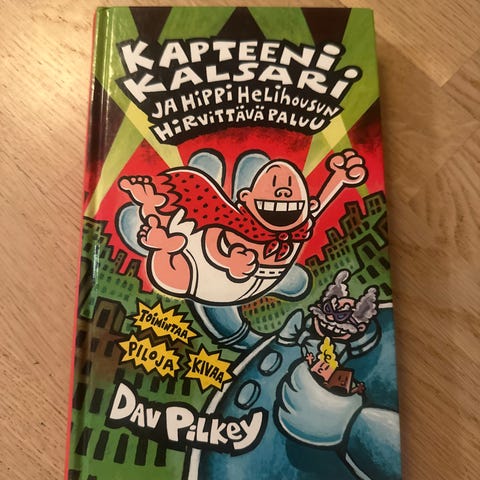 KAPTEENI
KALSARI
JA HIPPI HELIHOUSUN
HIRVITTÄVÄ PALUU
TOIMINTAA
PILOJA
KIVAA
DAV PILKEY